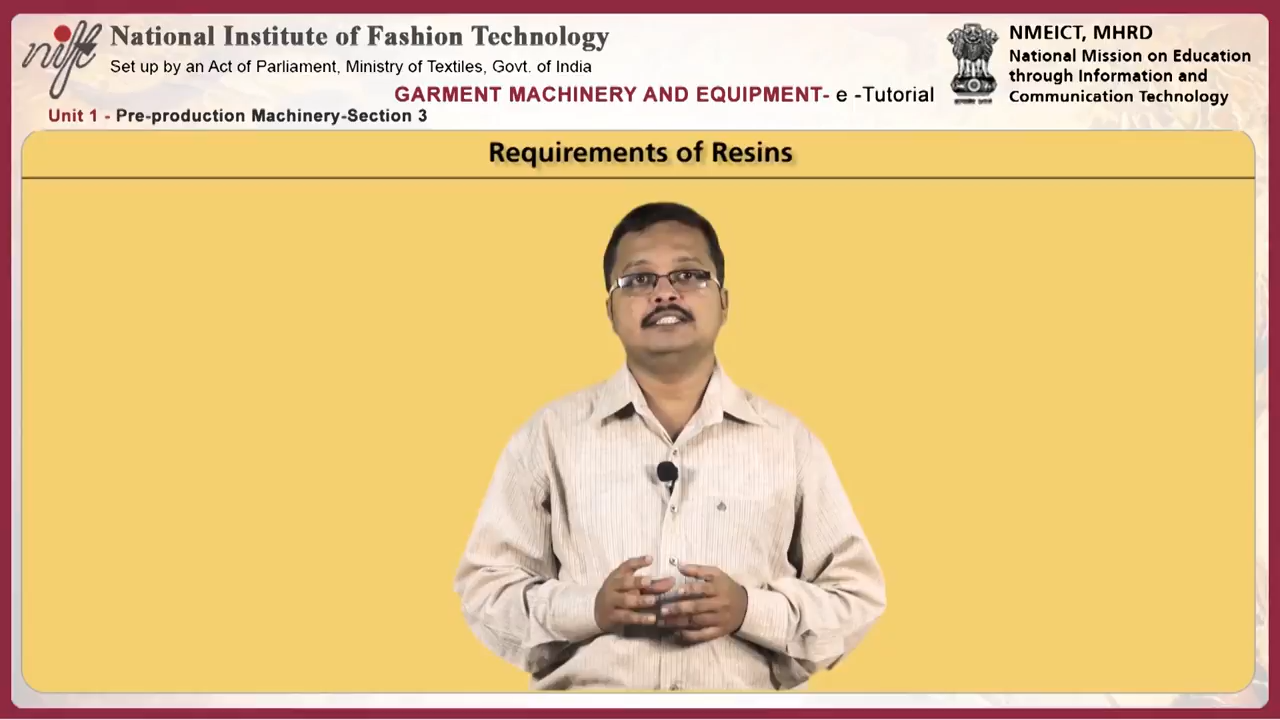 nift
National Institute of Fashion Technology
Set up by an Act of Parliament, Ministry of Textiles, Govt. of India
GARMENT MACHINERY AND EQUIPMENT- e -Tutorial
Unit 1 - Pre-production Machinery-Section 3
NMEICT, MHRD
National Mission on Education
through Information and
Communication Technology
Requirements of Resins